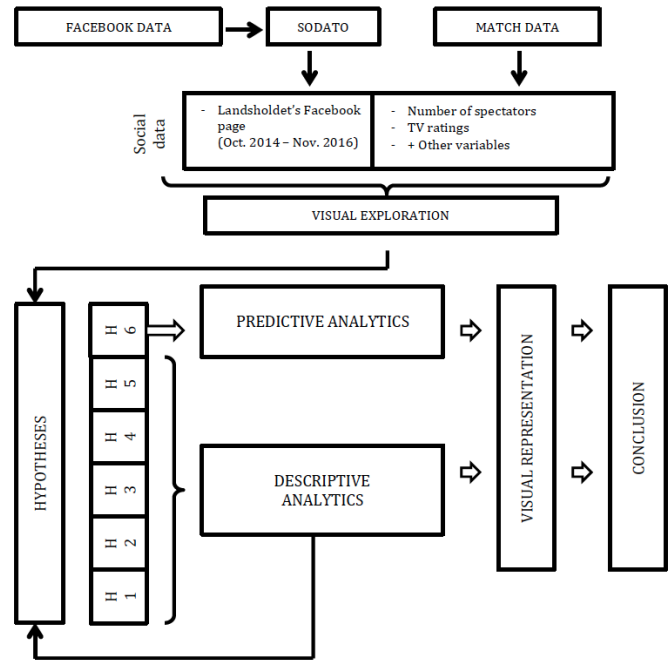 FACEBOOK DATA
SODATO
MATCH DATA
Social
data
- Landsholdet's Facebook
page
(Oct. 2014 – Nov. 2016)
- Number of spectators
- TV ratings
- + Other variables
VISUAL EXPLORATION
HYPOTHESES
H 6
H 5
H 4
H 3
H 2
H 1
PREDICTIVE ANALYTICS
DESCRIPTIVE
ANALYTICS
VISUAL REPRESENTATION
CONCLUSION